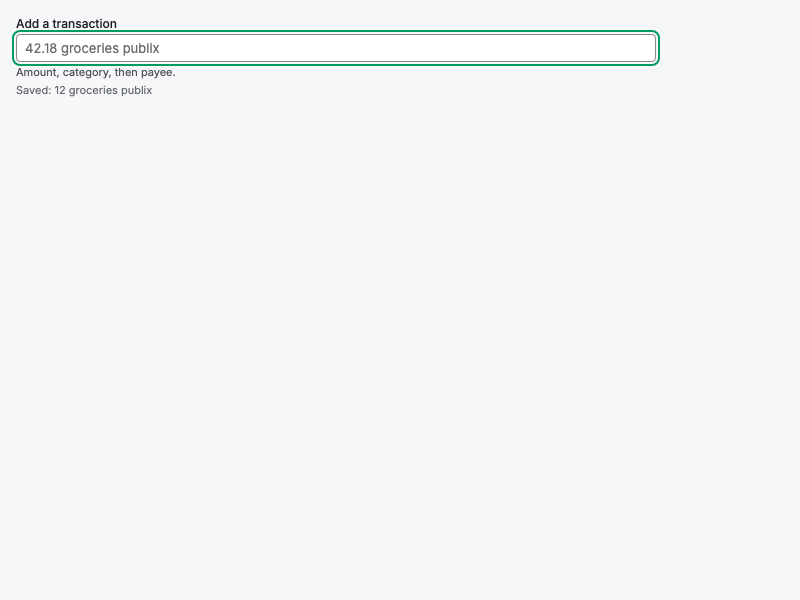 Add a transaction
42.18 groceries publix
Amount, category, then payee.
Saved: 12 groceries publix